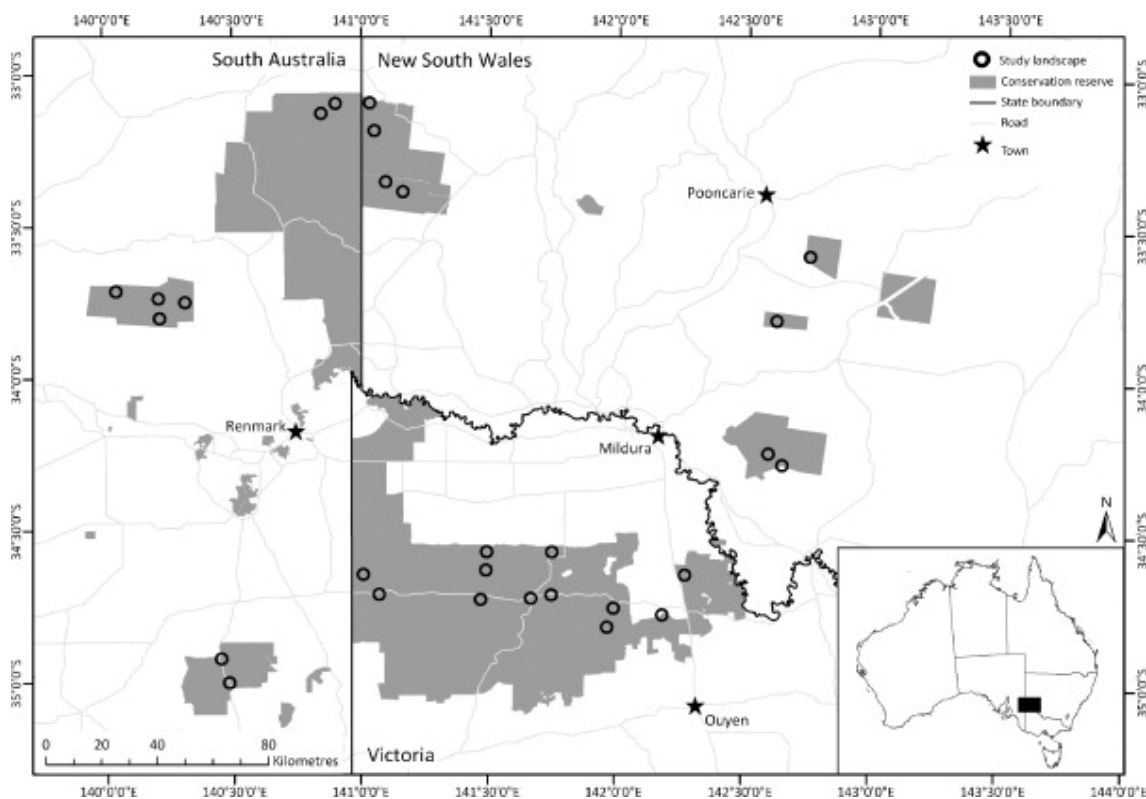 140°0'0"E 140°30'0"E 141°0'0"E 141°30'0"E 142°0'0"E 142°30'0"E 143°0'0"E 143°30'0"E
South Australia New South Wales
Study landscape
Conservation reserve
State boundary
Road
Town
33°0'0"S 33°0'0"S
Pooncarie
33°30'0"S 33°30'0"S
34°0'0"S 34°0'0"S
Renmark
Mildura
N
34°30'0"S 34°30'0"S
35°0'0"S 35°0'0"S
Ouyen
0 20 40 60 80
Kilometres
Victoria
140°0'0"E 140°30'0"E 141°0'0"E 141°30'0"E 142°0'0"E 142°30'0"E 143°0'0"E 143°30'0"E 144°0'0"E